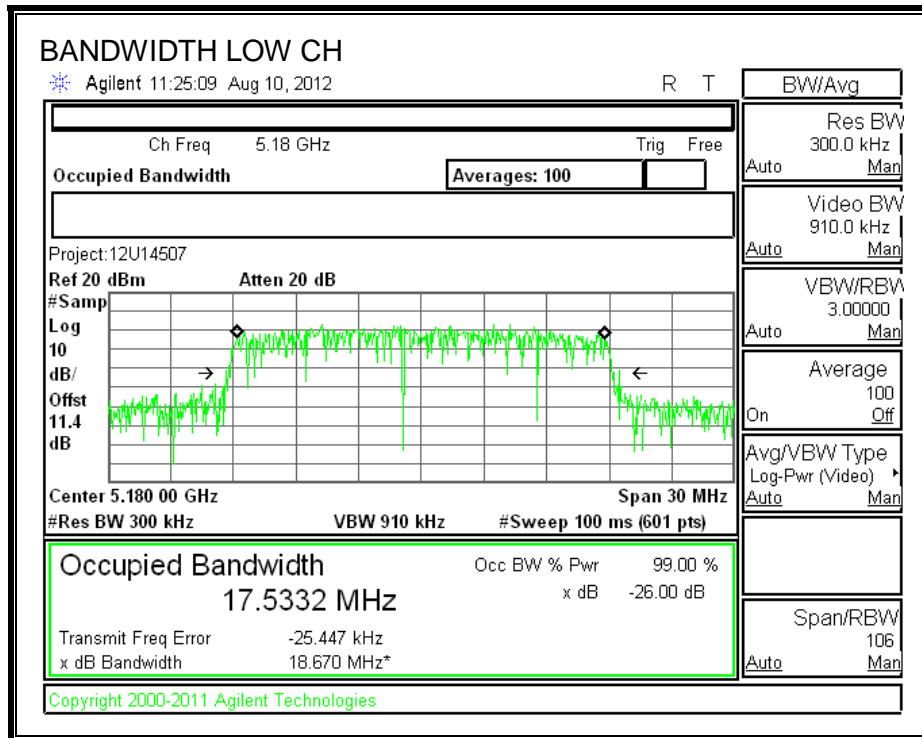 BANDWIDTH LOW CH
Agilent 11:25:09 Aug 10, 2012 R T
Ch Freq 5.18 GHz Trig Free
Occupied Bandwidth Averages: 100
Project:12U14507
Ref 20 dBm Atten 20 dB
#Samp
Log
10
dB/
Offst
11.4
dB
Center 5.180 00 GHz Span 30 MHz
#Res BW 300 kHz VBW 910 kHz #Sweep 100 ms (601 pts)
Occupied Bandwidth Occ BW % Pwr 99.00 %
17.5332 MHz x dB -26.00 dB
Transmit Freq Error -25.447 kHz
x dB Bandwidth 18.670 MHz*
Copyright 2000-2011 Agilent Technologies
BW/Avg
Res BW
300.0 kHz
Auto Man
Video BW
910.0 kHz
Auto Man
VBW/RBW
3.00000
Auto Man
Average
100
On Off
Avg/VBW Type
Log-Pwr (Video)
Auto Man
Span/RBW
106
Auto Man